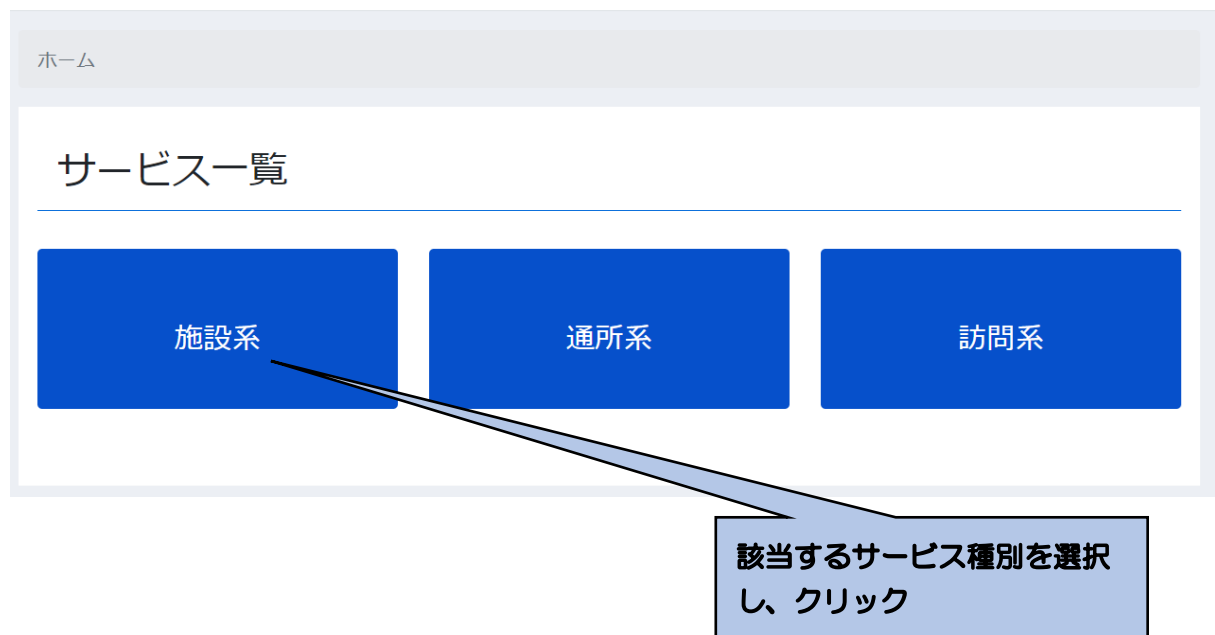 ホーム
サービス一覧
施設系
通所系
訪問系
該当するサービス種別を選択
し、クリック